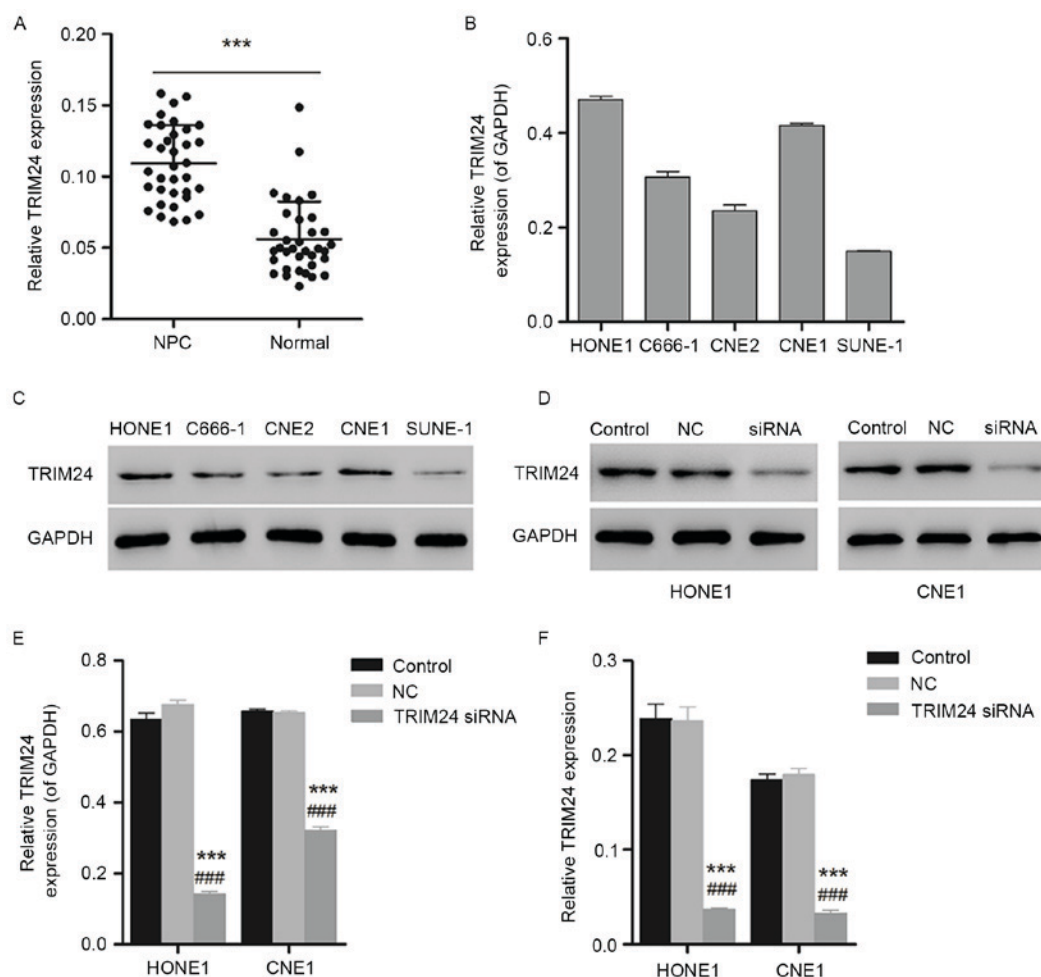 A
Relative TRIM24 expression
0.20
0.15
0.10
0.05
0.00
***
NPC Normal
B
Relative TRIM24
expression (of GAPDH)
0.6
0.4
0.2
0.0
HONE1 C666-1 CNE2 CNE1 SUNE-1
C
HONE1 C666-1 CNE2 CNE1 SUNE-1
TRIM24
GAPDH
D
Control NC siRNA Control NC siRNA
TRIM24
GAPDH
HONE1 CNE1
E
Relative TRIM24
expression (of GAPDH)
0.8
0.6
0.4
0.2
0.0
Control
NC
TRIM24 siRNA
***
###
***
###
HONE1 CNE1
F
Relative TRIM24 expression
0.3
0.2
0.1
0.0
Control
NC
TRIM24 siRNA
***
###
***
###
HONE1 CNE1